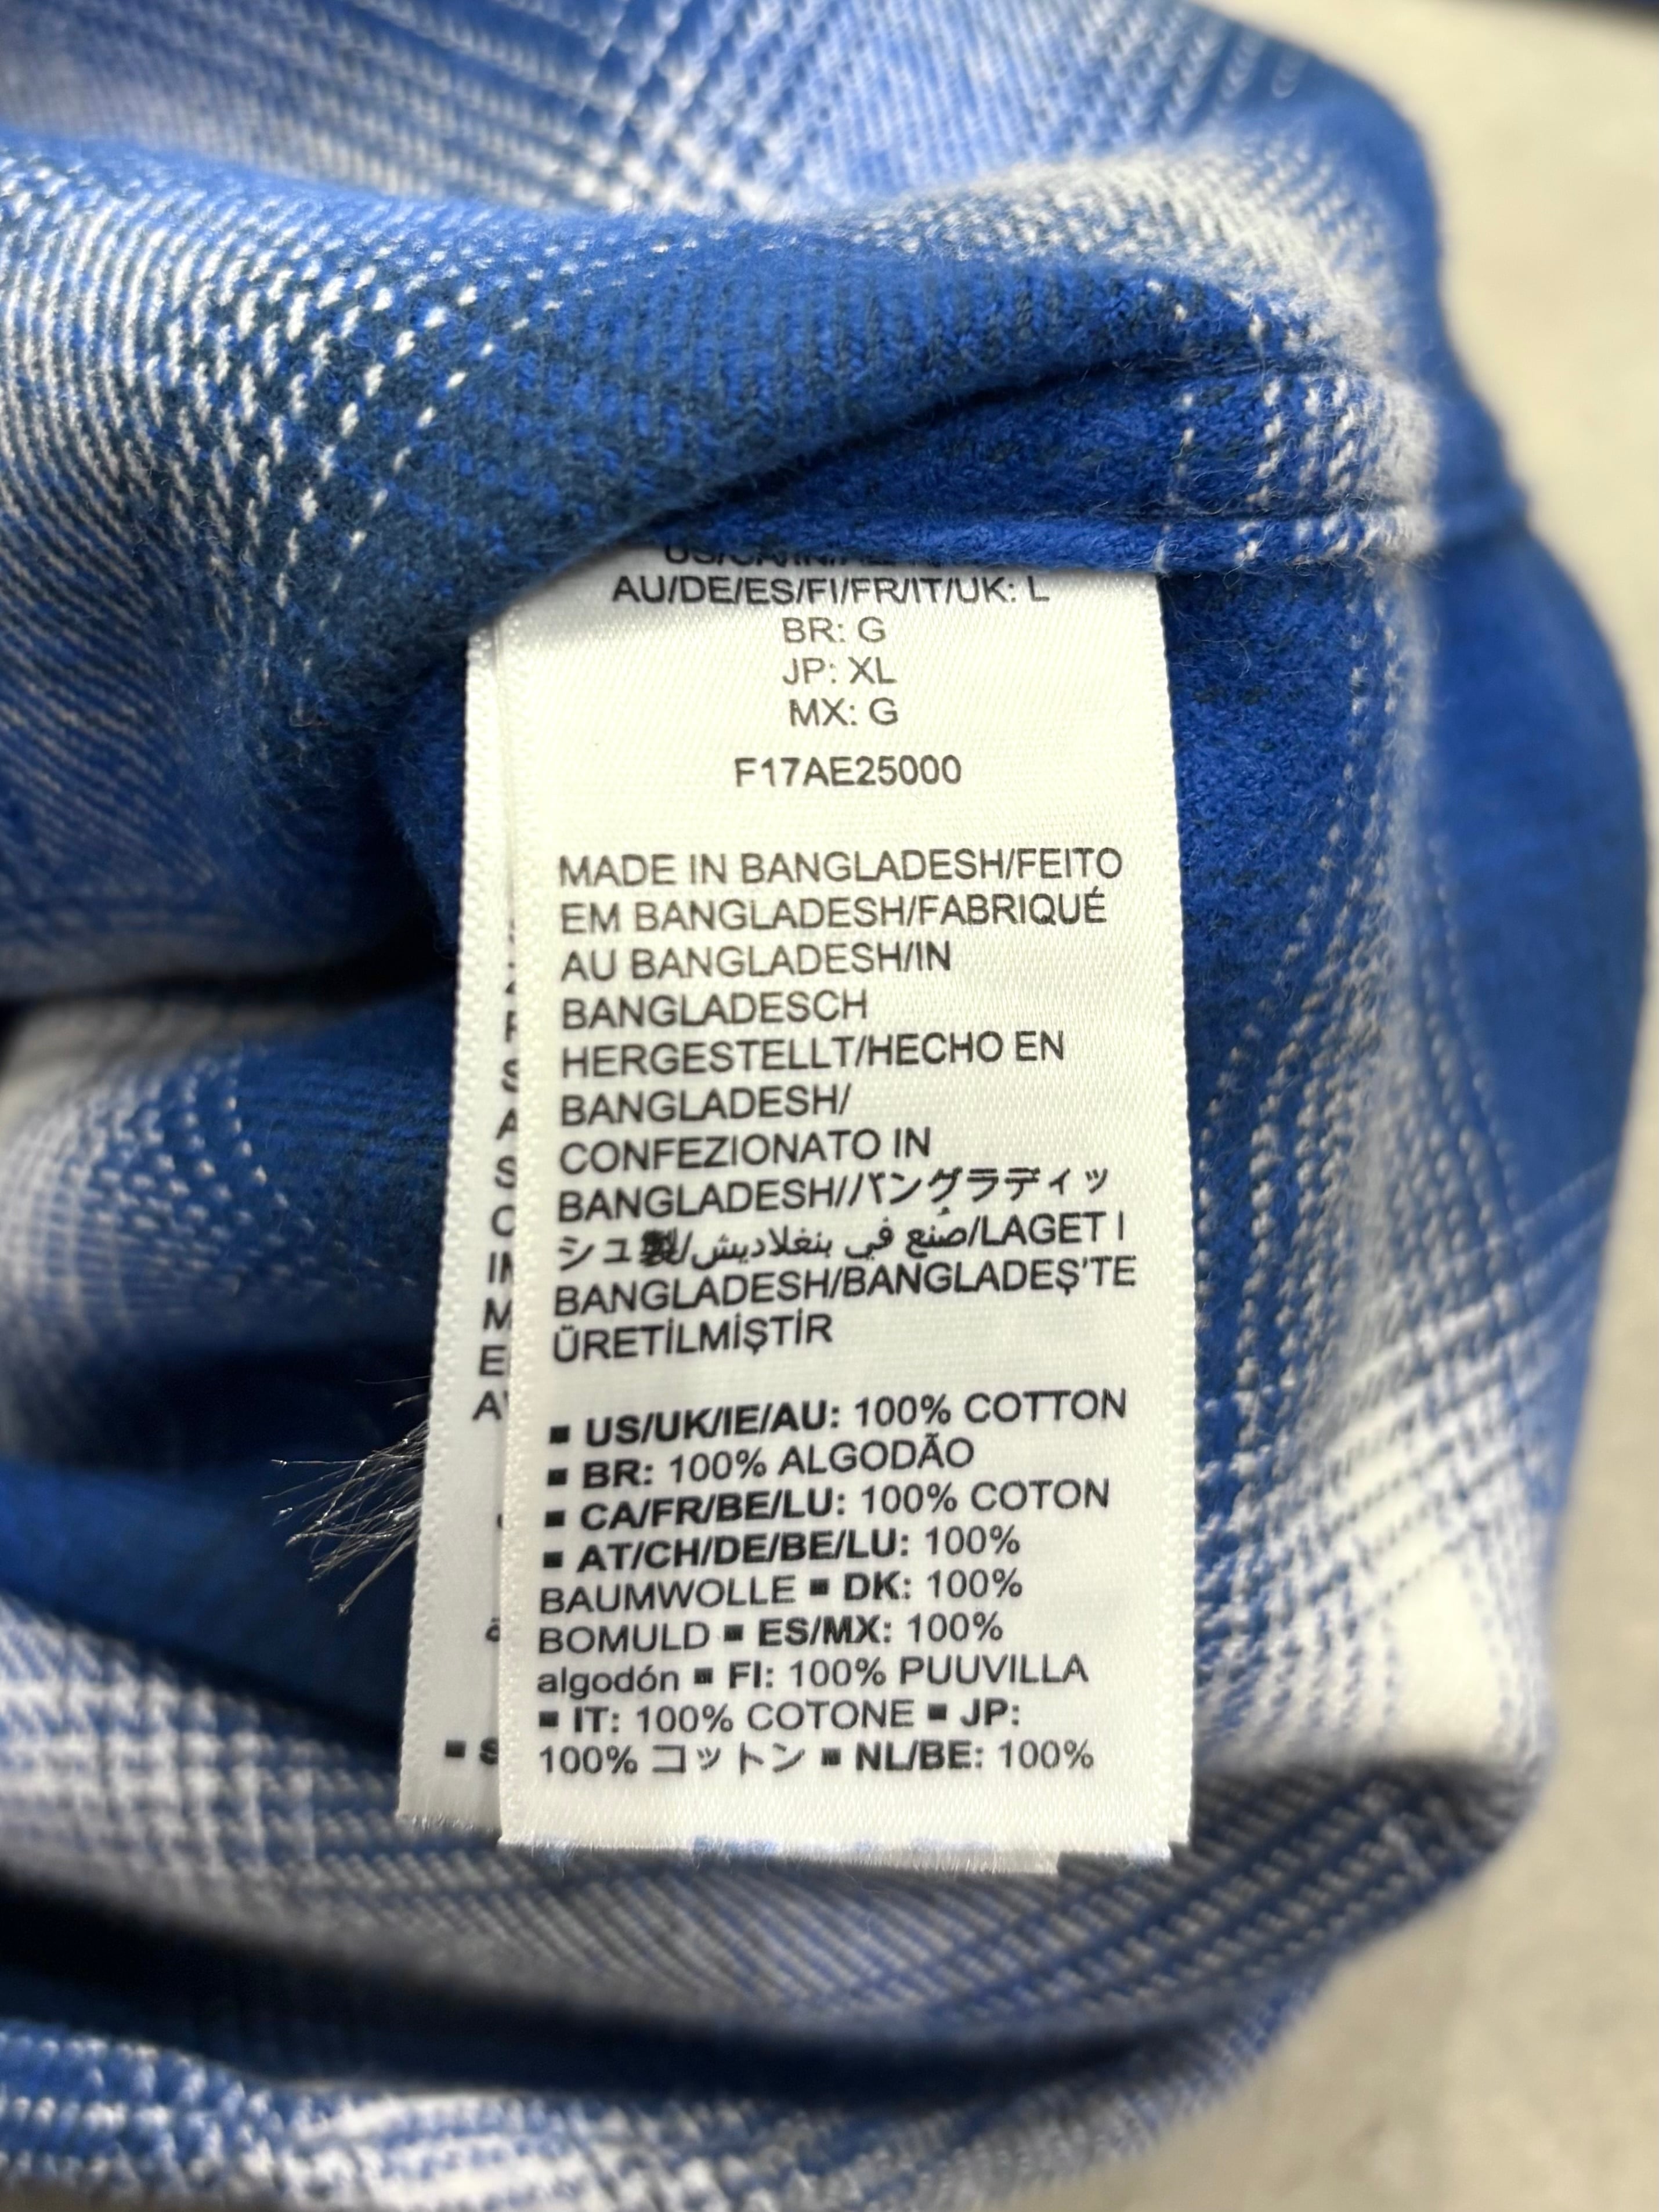 AU/DE/ES/FI/FR/IT/UK: L
BR: G
JP: XL
MX: G
F17AE25000
MADE IN BANGLADESH/FEITO
EM BANGLADESH/FABRIQUÉ
AU BANGLADESH/IN
BANGLADESCH
HERGESTELLT/HECHO EN
BANGLADESH/
CONFEZIONATO IN
BANGLADESH//バングラディッ
シュ製/صُنع في بنغلاديش/LAGET I
BANGLADESH/BANGLADEŞ'TE
ÜRETİLMİŞTİR
▪ US/UK/IE/AU: 100% COTTON
▪ BR: 100% ALGODÃO
▪ CA/FR/BE/LU: 100% COTON
▪ AT/CH/DE/BE/LU: 100%
BAUMWOLLE ▪ DK: 100%
BOMULD ▪ ES/MX: 100%
algodón ▪ FI: 100% PUUVILLA
▪ IT: 100% COTONE ▪ JP:
100% コットン ▪ NL/BE: 100%